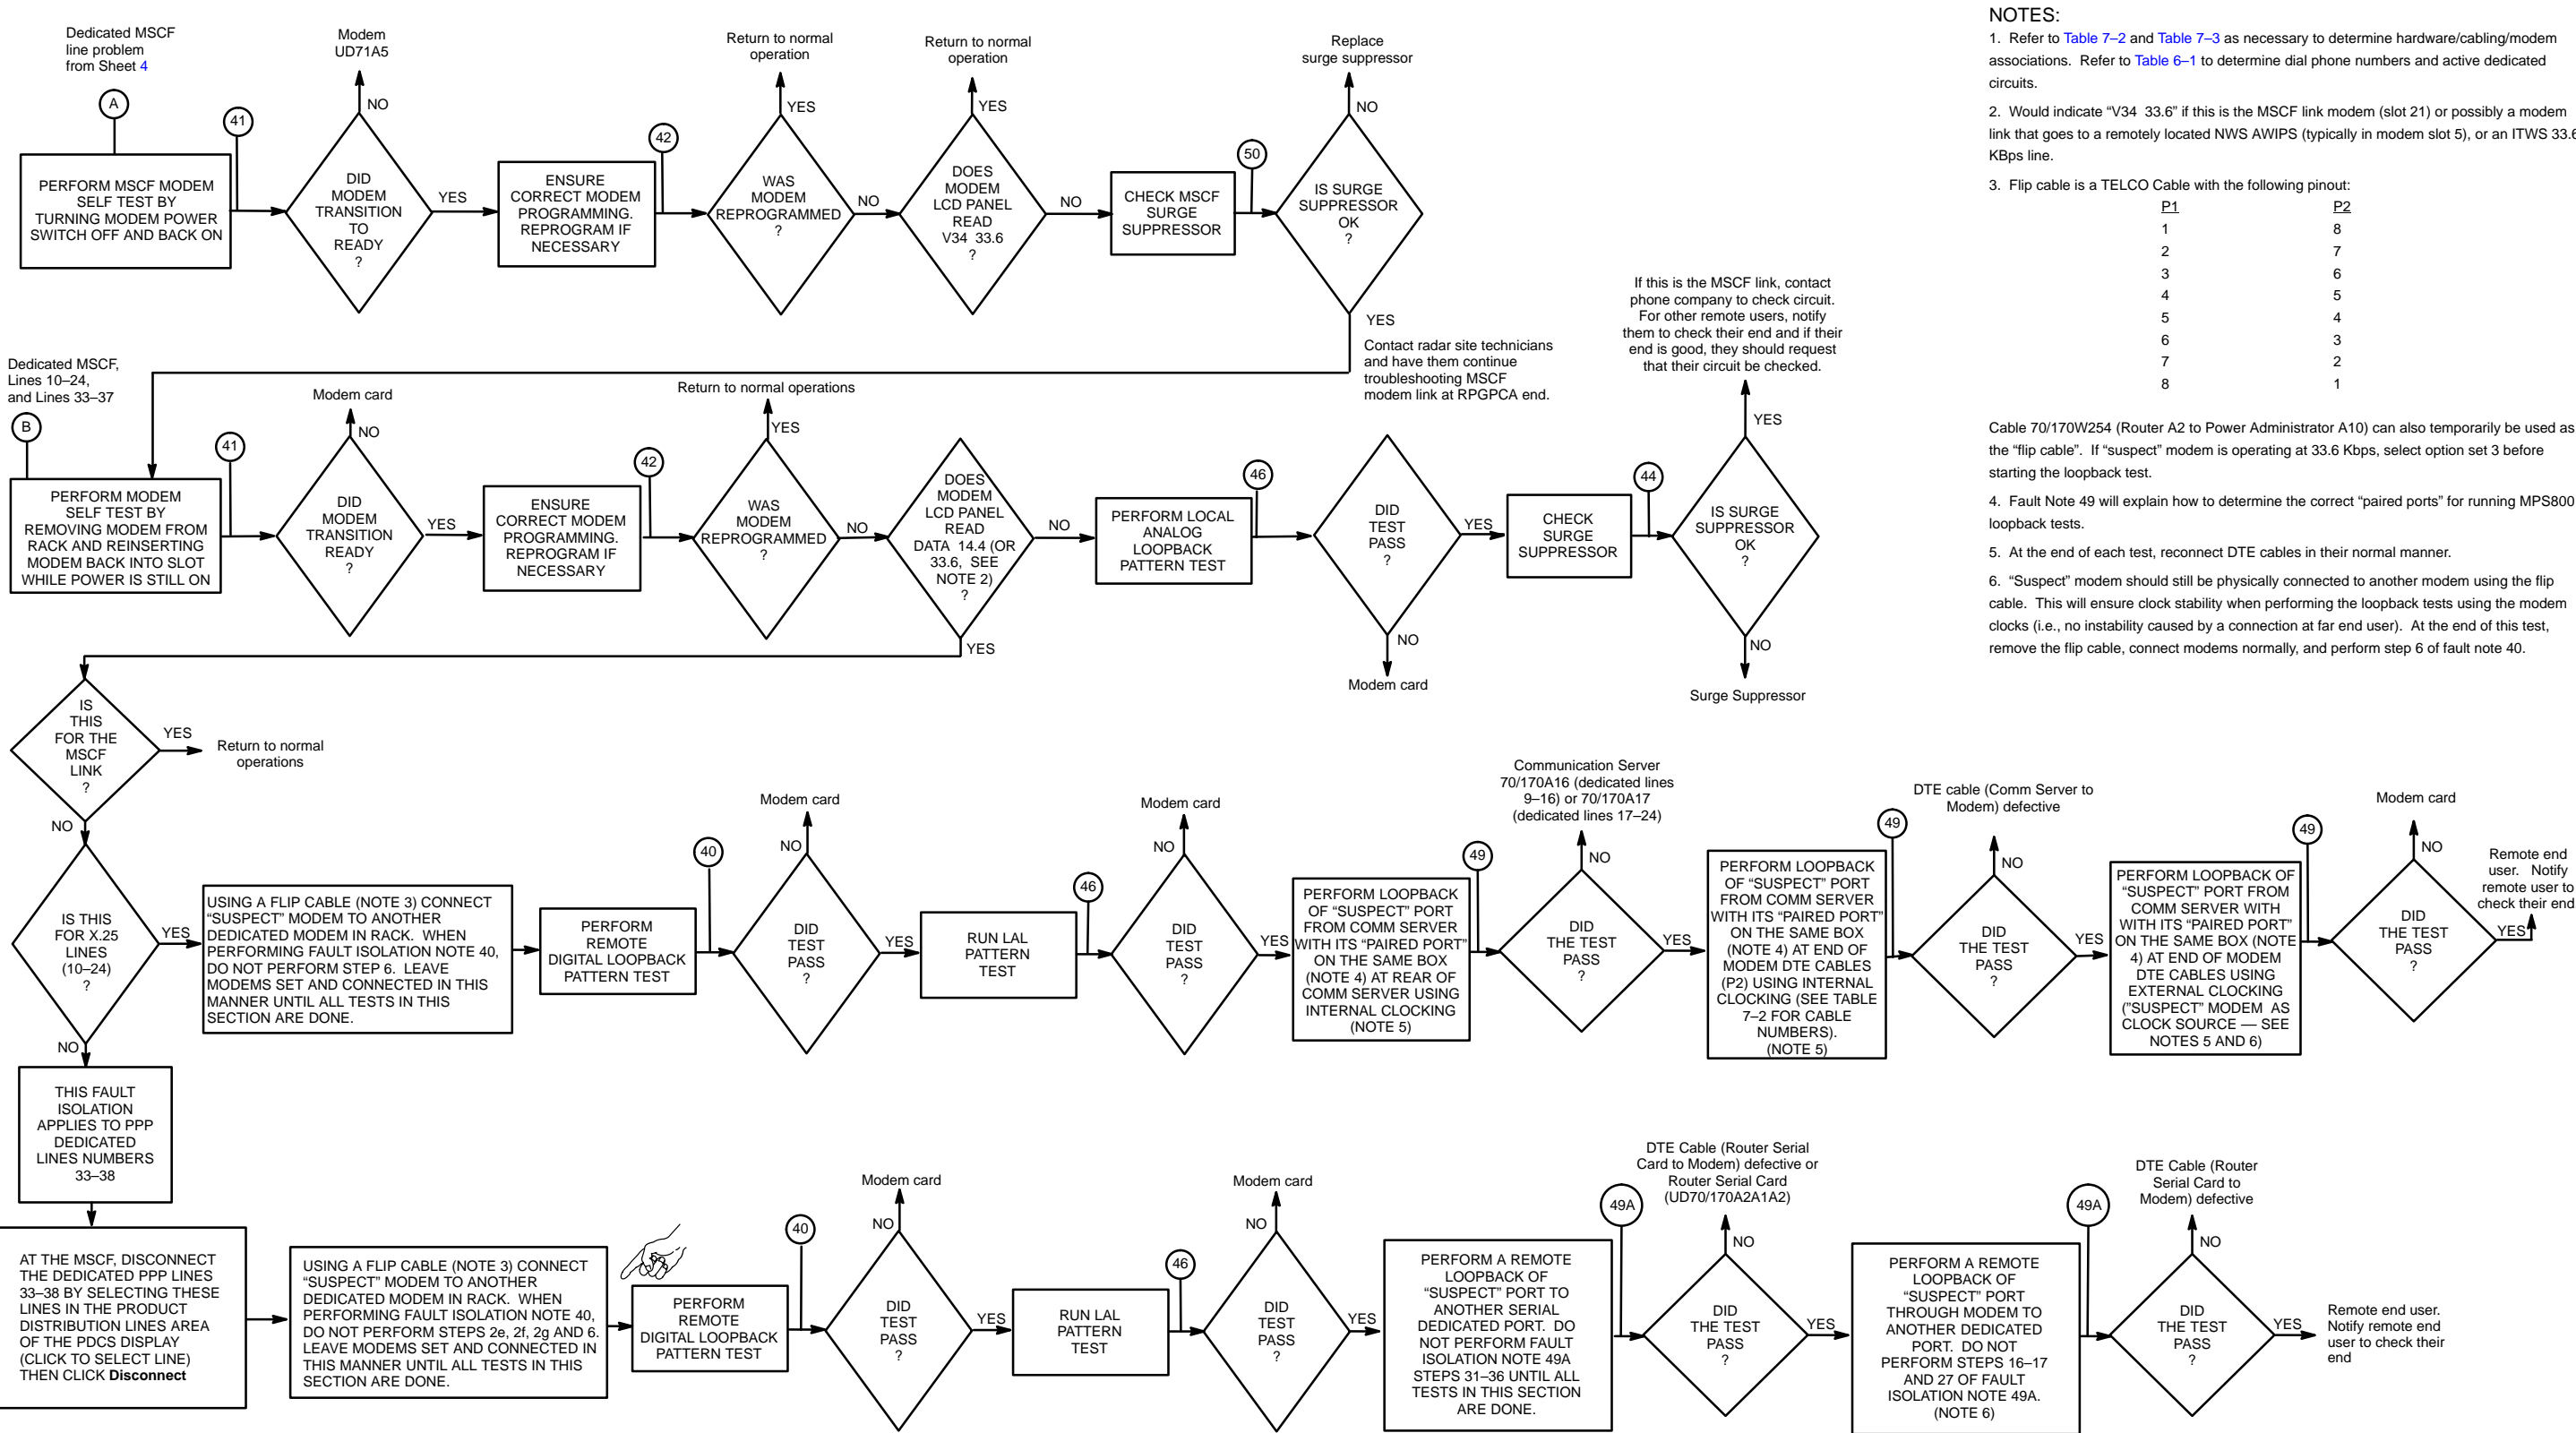 Dedicated MSCF
line problem
from Sheet 4
A
41
PERFORM MSCF MODEM
SELF TEST BY
TURNING MODEM POWER
SWITCH OFF AND BACK ON
Modem
UD71A5
NO
DID
MODEM
TRANSITION
TO
READY
?
YES
ENSURE
CORRECT MODEM
PROGRAMMING.
REPROGRAM IF
NECESSARY
42
Return to normal
operation
YES
WAS
MODEM
REPROGRAMMED
?
NO
Return to normal
operation
YES
DOES
MODEM
LCD PANEL
READ
V34 33.6
?
NO
CHECK MSCF
SURGE
SUPPRESSOR
50
Replace
surge suppressor
NO
IS SURGE
SUPPRESSOR
OK
?
YES
Contact radar site technicians
and have them continue
troubleshooting MSCF
modem link at RPGPCA end.
Dedicated MSCF,
Lines 10–24,
and Lines 33–37
B
41
PERFORM MODEM
SELF TEST BY
REMOVING MODEM FROM
RACK AND REINSERTING
MODEM BACK INTO SLOT
WHILE POWER IS STILL ON
Modem card
NO
DID
MODEM
TRANSITION
READY
?
YES
ENSURE
CORRECT MODEM
PROGRAMMING.
REPROGRAM IF
NECESSARY
42
Return to normal operations
YES
WAS
MODEM
REPROGRAMMED
?
NO
DOES
MODEM
LCD PANEL
READ
DATA 14.4 (OR
33.6, SEE
NOTE 2)
?
YES
NO
PERFORM LOCAL
ANALOG
LOOPBACK
PATTERN TEST
46
DID
TEST
PASS
?
NO
Modem card
YES
CHECK
SURGE
SUPPRESSOR
44
If this is the MSCF link, contact
phone company to check circuit.
For other remote users, notify
them to check their end and if their
end is good, they should request
that their circuit be checked.
YES
IS SURGE
SUPPRESSOR
OK
?
NO
Surge Suppressor
NOTES:
1. Refer to Table 7–2 and Table 7–3 as necessary to determine hardware/cabling/modem
associations. Refer to Table 6–1 to determine dial phone numbers and active dedicated
circuits.
2. Would indicate “V34 33.6” if this is the MSCF link modem (slot 21) or possibly a modem
link that goes to a remotely located NWS AWIPS (typically in modem slot 5), or an ITWS 33.6
KBps line.
3. Flip cable is a TELCO Cable with the following pinout:
P1 P2
1 8
2 7
3 6
4 5
5 4
6 3
7 2
8 1
Cable 70/170W254 (Router A2 to Power Administrator A10) can also temporarily be used as
the “flip cable”. If “suspect” modem is operating at 33.6 Kbps, select option set 3 before
starting the loopback test.
4. Fault Note 49 will explain how to determine the correct “paired ports” for running MPS800
loopback tests.
5. At the end of each test, reconnect DTE cables in their normal manner.
6. “Suspect” modem should still be physically connected to another modem using the flip
cable. This will ensure clock stability when performing the loopback tests using the modem
clocks (i.e., no instability caused by a connection at far end user). At the end of this test,
remove the flip cable, connect modems normally, and perform step 6 of fault note 40.
IS
THIS
FOR THE
MSCF
LINK
?
YES
Return to normal
operations
NO
IS THIS
FOR X.25
LINES
(10–24)
?
YES
NO
USING A FLIP CABLE (NOTE 3) CONNECT
“SUSPECT” MODEM TO ANOTHER
DEDICATED MODEM IN RACK. WHEN
PERFORMING FAULT ISOLATION NOTE 40,
DO NOT PERFORM STEP 6. LEAVE
MODEMS SET AND CONNECTED IN THIS
MANNER UNTIL ALL TESTS IN THIS
SECTION ARE DONE.
PERFORM
REMOTE
DIGITAL LOOPBACK
PATTERN TEST
40
Modem card
NO
DID
TEST
PASS
?
YES
RUN LAL
PATTERN
TEST
46
Modem card
NO
DID
TEST
PASS
?
YES
PERFORM LOOPBACK
OF “SUSPECT” PORT
FROM COMM SERVER
WITH ITS “PAIRED PORT”
ON THE SAME BOX
(NOTE 4) AT REAR OF
COMM SERVER USING
INTERNAL CLOCKING
(NOTE 5)
49
Communication Server
70/170A16 (dedicated lines
9–16) or 70/170A17
(dedicated lines 17–24)
NO
DID
THE TEST
PASS
?
YES
PERFORM LOOPBACK
OF “SUSPECT” PORT
FROM COMM SERVER
WITH ITS “PAIRED PORT”
ON THE SAME BOX
(NOTE 4) AT END OF
MODEM DTE CABLES
(P2) USING INTERNAL
CLOCKING (SEE TABLE
7–2 FOR CABLE
NUMBERS).
(NOTE 5)
49
DTE cable (Comm Server to
Modem) defective
NO
DID
THE TEST
PASS
?
YES
PERFORM LOOPBACK OF
“SUSPECT” PORT FROM
COMM SERVER WITH
WITH ITS “PAIRED PORT”
ON THE SAME BOX (NOTE
4) AT END OF MODEM
DTE CABLES USING
EXTERNAL CLOCKING
("SUSPECT” MODEM AS
CLOCK SOURCE — SEE
NOTES 5 AND 6)
49
Modem card
NO
DID
THE TEST
PASS
?
YES
Remote end
user. Notify
remote user to
check their end
THIS FAULT
ISOLATION
APPLIES TO PPP
DEDICATED
LINES NUMBERS
33–38
AT THE MSCF, DISCONNECT
THE DEDICATED PPP LINES
33–38 BY SELECTING THESE
LINES IN THE PRODUCT
DISTRIBUTION LINES AREA
OF THE PDCS DISPLAY
(CLICK TO SELECT LINE)
THEN CLICK Disconnect
USING A FLIP CABLE (NOTE 3) CONNECT
“SUSPECT” MODEM TO ANOTHER
DEDICATED MODEM IN RACK. WHEN
PERFORMING FAULT ISOLATION NOTE 40,
DO NOT PERFORM STEPS 2e, 2f, 2g AND 6.
LEAVE MODEMS SET AND CONNECTED IN
THIS MANNER UNTIL ALL TESTS IN THIS
SECTION ARE DONE.
PERFORM
REMOTE
DIGITAL LOOPBACK
PATTERN TEST
40
Modem card
NO
DID
TEST
PASS
?
YES
RUN LAL
PATTERN
TEST
46
Modem card
NO
DID
TEST
PASS
?
YES
PERFORM A REMOTE
LOOPBACK OF
“SUSPECT” PORT TO
ANOTHER SERIAL
DEDICATED PORT. DO
NOT PERFORM FAULT
ISOLATION NOTE 49A
STEPS 31–36 UNTIL ALL
TESTS IN THIS SECTION
ARE DONE.
49A
DTE Cable (Router Serial
Card to Modem) defective or
Router Serial Card
(UD70/170A2A1A2)
NO
DID
THE TEST
PASS
?
YES
PERFORM A REMOTE
LOOPBACK OF
“SUSPECT” PORT
THROUGH MODEM TO
ANOTHER DEDICATED
PORT. DO NOT
PERFORM STEPS 16–17
AND 27 OF FAULT
ISOLATION NOTE 49A.
(NOTE 6)
49A
DTE Cable (Router
Serial Card to
Modem) defective
NO
DID
THE TEST
PASS
?
YES
Remote end user.
Notify remote end
user to check their
end